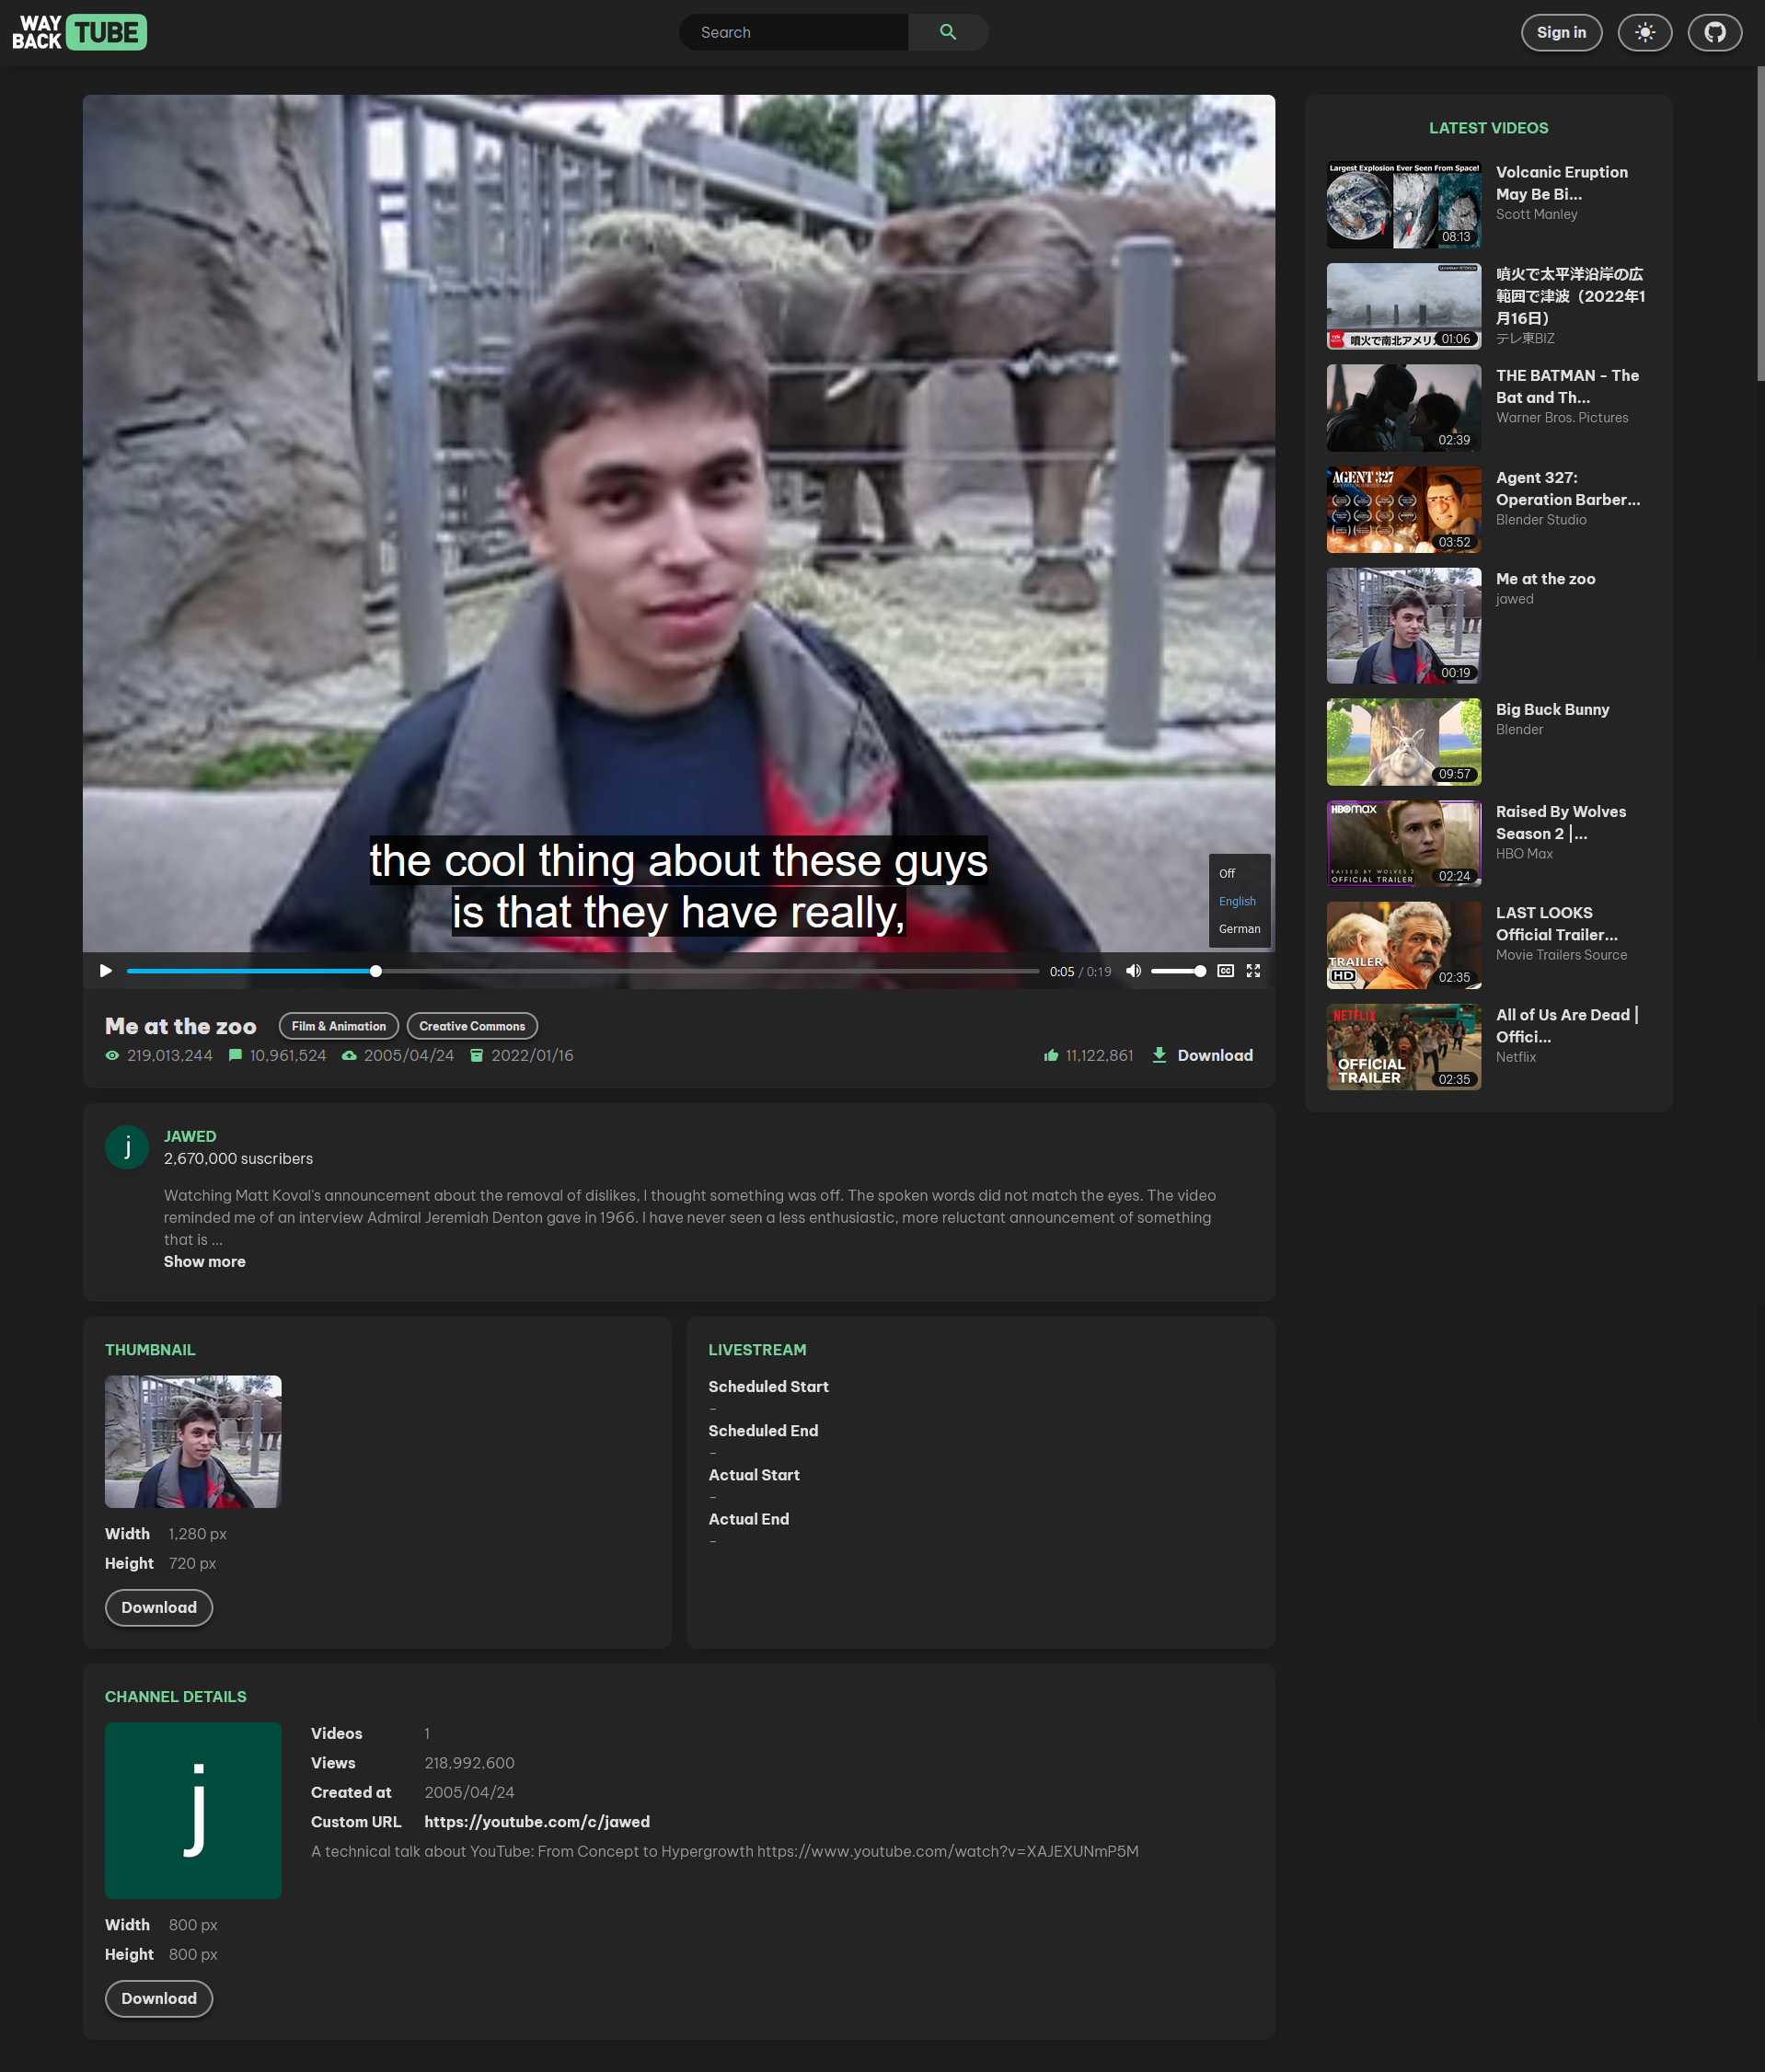 WAY
BACK TUBE
Search
Sign in
the cool thing about these guys
is that they have really,
Off
English
German
0:05 / 0:19
Me at the zoo
Film & Animation
Creative Commons
219,013,244
10,961,524
2005/04/24
2022/01/16
11,122,861
Download
j
JAWED
2,670,000 suscribers
Watching Matt Koval's announcement about the removal of dislikes, I thought something was off. The spoken words did not match the eyes. The video
reminded me of an interview Admiral Jeremiah Denton gave in 1966. I have never seen a less enthusiastic, more reluctant announcement of something
that is ...
Show more
THUMBNAIL
Width 1,280 px
Height 720 px
Download
LIVESTREAM
Scheduled Start
-
Scheduled End
-
Actual Start
-
Actual End
-
CHANNEL DETAILS
j
Videos 1
Views 218,992,600
Created at 2005/04/24
Custom URL https://youtube.com/c/jawed
A technical talk about YouTube: From Concept to Hypergrowth https://www.youtube.com/watch?v=XAJEXUNmP5M
Width 800 px
Height 800 px
Download
LATEST VIDEOS
Largest Explosion Ever Seen From Space!
08:13
Volcanic Eruption
May Be Bi...
Scott Manley
噴火で南北アメリ
01:06
噴火で太平洋沿岸の広
範囲で津波（2022年1
月16日）
テレ東BIZ
02:39
THE BATMAN - The
Bat and Th...
Warner Bros. Pictures
AGENT 327
OPERATION BARBERSHOP
03:52
Agent 327:
Operation Barber...
Blender Studio
00:19
Me at the zoo
jawed
09:57
Big Buck Bunny
Blender
HBOMAX
RAISED BY WOLVES 2
OFFICIAL TRAILER
02:24
Raised By Wolves
Season 2 |...
HBO Max
TRAILER
HD
02:35
LAST LOOKS
Official Trailer...
Movie Trailers Source
NETFLIX
OFFICIAL
TRAILER
02:35
All of Us Are Dead |
Offici...
Netflix